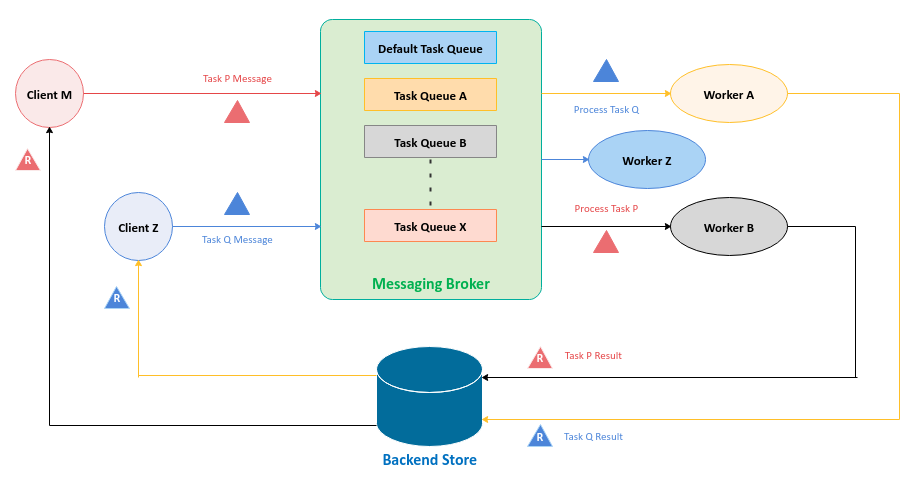 Default Task Queue
Task P Message
Client M
Task Queue A
Process Task Q
Worker A
Task Queue B
R
Worker Z
Client Z
Task Q Message
Task Queue X
Process Task P
Worker B
Messaging Broker
R
R
Task P Result
R
Task Q Result
Backend Store